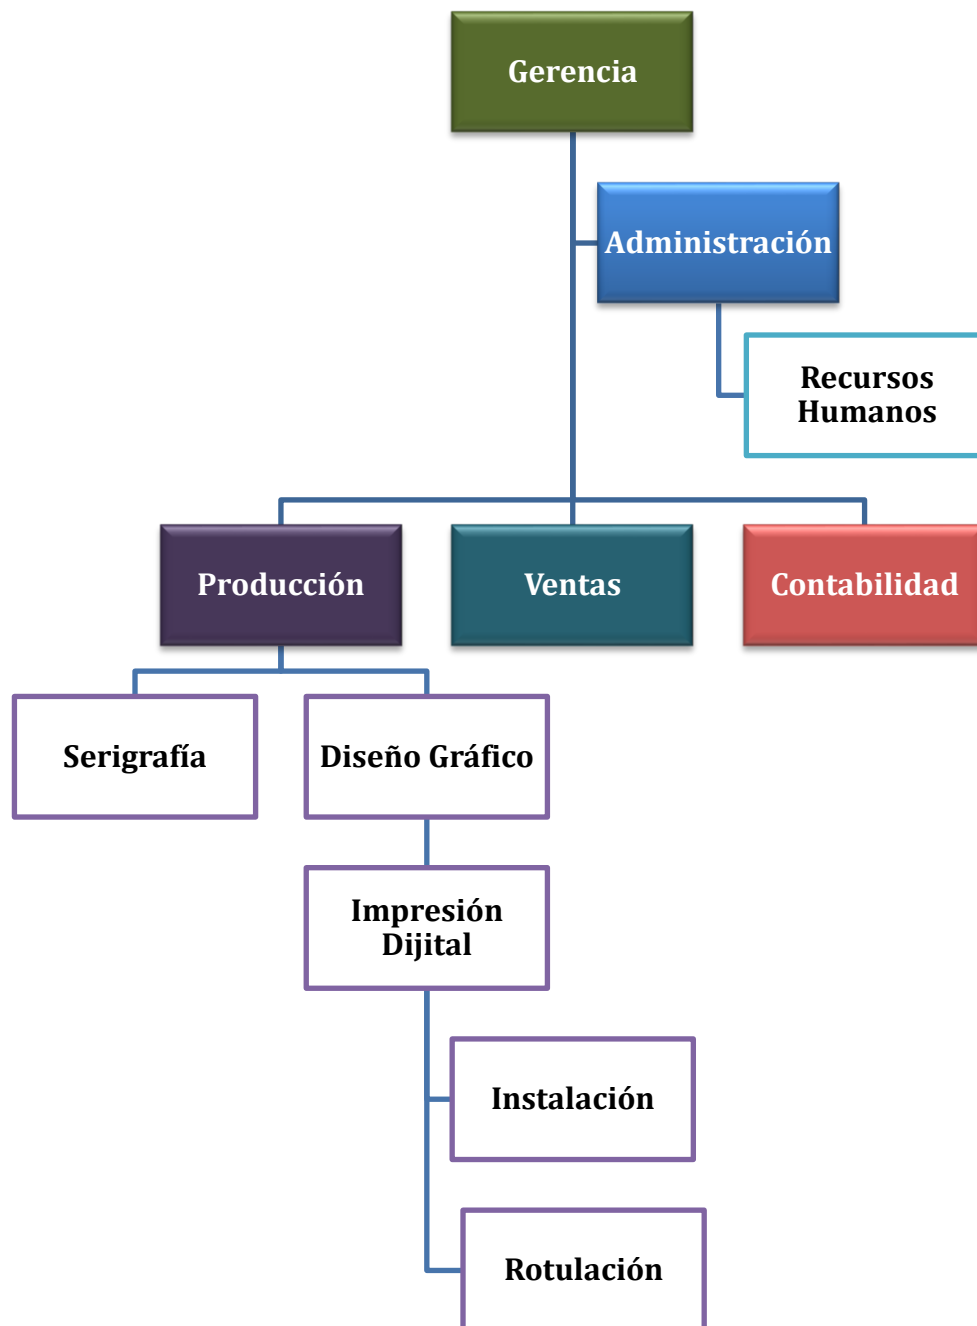 Gerencia
Administración
Recursos
Humanos
Producción
Ventas
Contabilidad
Serigrafía
Diseño Gráfico
Impresión
Dijital
Instalación
Rotulación